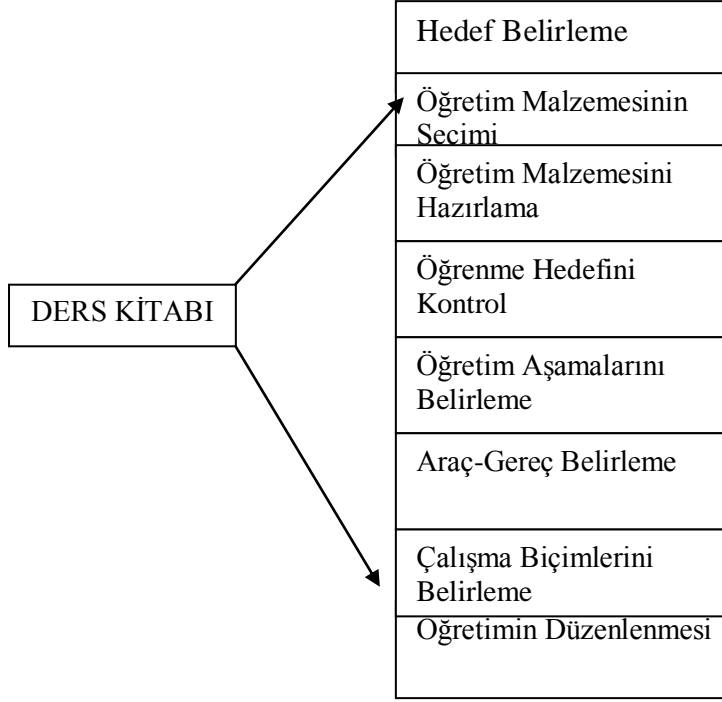 Hedef Belirleme
Öğretim Malzemesinin
Secimi
Öğretim Malzemesini
Hazırlama
Öğrenme Hedefini
Kontrol
DERS KİTABI
Öğretim Aşamalarını
Belirleme
Araç-Gereç Belirleme
Çalışma Biçimlerini
Belirleme
Öğretimin Düzenlenmesi